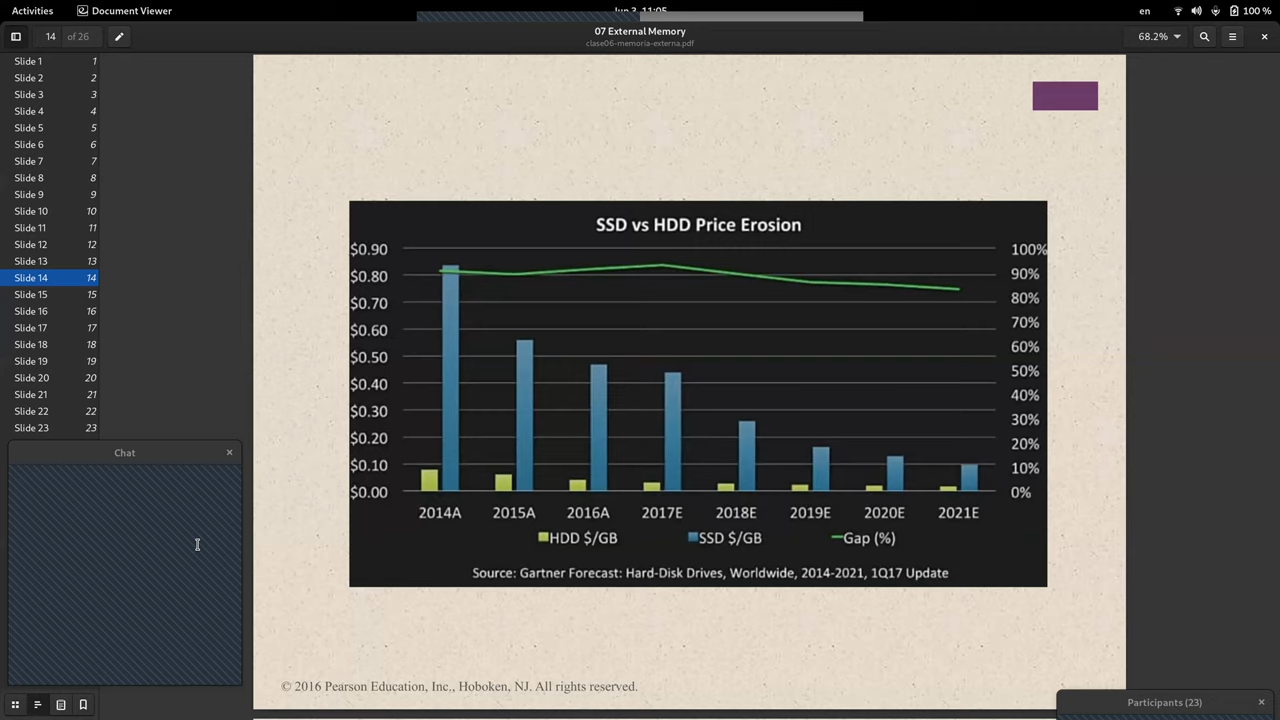 Activities Document Viewer Jun 3, 11:05 en 100 %
14 of 26 07 External Memory 68.2%
clase06-memoria-externa.pdf
Slide 1 1
Slide 2 2
Slide 3 3
Slide 4 4
Slide 5 5
Slide 6 6
Slide 7 7
Slide 8 8
Slide 9 9
Slide 10 10
Slide 11 11
Slide 12 12
Slide 13 13
Slide 14 14
Slide 15 15
Slide 16 16
Slide 17 17
Slide 18 18
Slide 19 19
Slide 20 20
Slide 21 21
Slide 22 22
Slide 23 23
Chat
SSD vs HDD Price Erosion
$0.90 100%
$0.80 90%
$0.70 80%
$0.60 70%
$0.50 60%
$0.40 50%
$0.30 40%
$0.20 30%
$0.10 20%
$0.00 10%
0%
2014A 2015A 2016A 2017E 2018E 2019E 2020E 2021E
HDD $/GB SSD $/GB Gap (%)
Source: Gartner Forecast: Hard-Disk Drives, Worldwide, 2014-2021, 1Q17 Update
© 2016 Pearson Education, Inc., Hoboken, NJ. All rights reserved.
Participants (23)